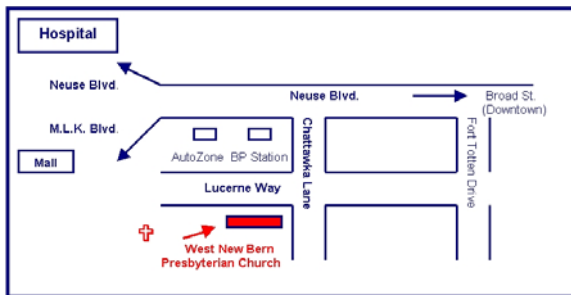 Hospital
Neuse Blvd.
Neuse Blvd.
Broad St.
(Downtown)
M.L.K. Blvd.
Mall
AutoZone
BP Station
Chattawka Lane
Fort Totten Drive
Lucerne Way
West New Bern
Presbyterian Church